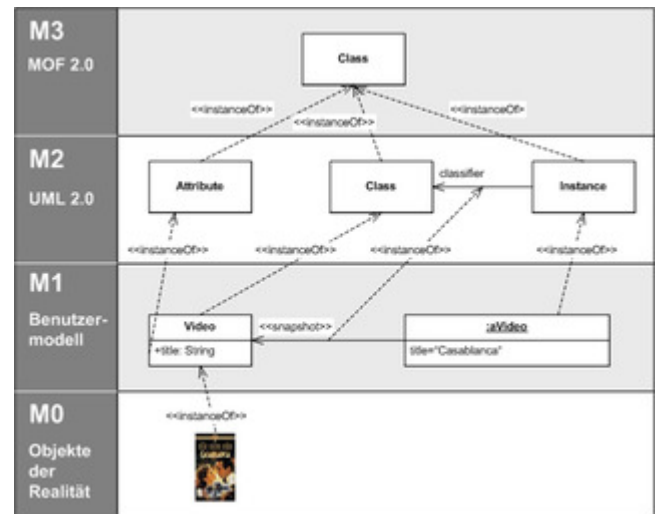 M3
MOF 2.0
Class
<<instanceOf>>
<<instanceOf>>
<<instanceOf>
M2
UML 2.0
Attribute
Class
classifier
Instance
<<instanceOf>>
<<instanceOf>>
<<instanceOf>>
<<instanceOf>>
M1
Benutzer-
modell
Video
+title: String
<<snapshot>>
:aVideo
title="Casablanca"
M0
Objekte
der
Realität
<<instanceOf>>